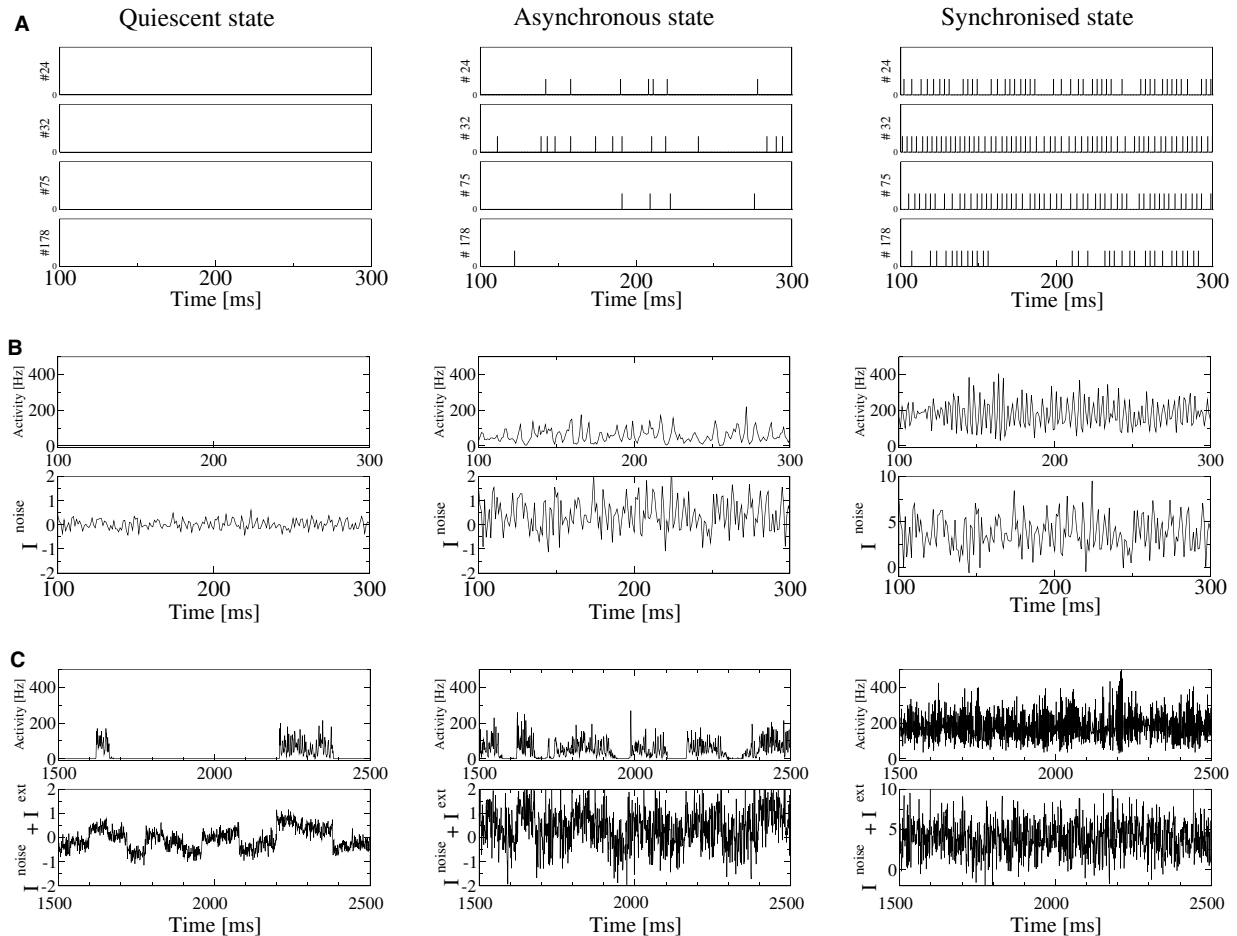 A
Quiescent state
Asynchronous state
Synchronised state
#24
0
#32
0
#75
0
#178
0
100 200 300
Time [ms]
# 24
0
# 32
0
# 75
0
# 178
0
100 200 300
Time [ms]
# 24
0
# 32
0
# 75
0
# 178
0
100 200 300
Time [ms]
B
Activity [Hz]
400
200
0
100 200 300
I noise
2
1
0
-1
-2
100 200 300
Time [ms]
Activity [Hz]
400
200
0
100 200 300
I noise
2
1
0
-1
-2
100 200 300
Time [ms]
Activity [Hz]
400
200
0
100 200 300
I noise
10
5
0
100 200 300
Time [ms]
C
Activity [Hz]
400
200
0
1500 2000 2500
I noise + I ext
2
1
0
-1
-2
1500 2000 2500
Time [ms]
Activity [Hz]
400
200
0
1500 2000 2500
I noise + I ext
2
1
0
-1
-2
1500 2000 2500
Time [ms]
Activity [Hz]
400
200
0
1500 2000 2500
I noise + I ext
10
5
0
1500 2000 2500
Time [ms]